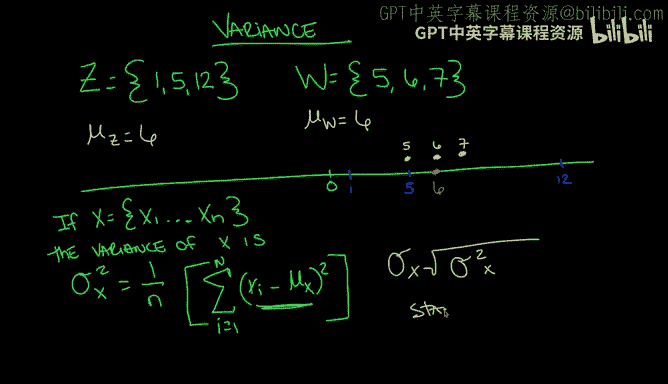 GPT中英字幕课程资源@bilibili.com
GPT中英字幕课程资源 bilibili
VARIANCE
Z = {1, 5, 12} W = {5, 6, 7}
μ_Z = 6 μ_W = 6
5 6 7
0 1 5 6 12
If X = {X₁ ... Xₙ}
THE VARIANCE OF X IS
σ²ₓ = 1/n [ N Σ i=1 (xᵢ − μₓ)² ] σₓ √σ²ₓ
STA